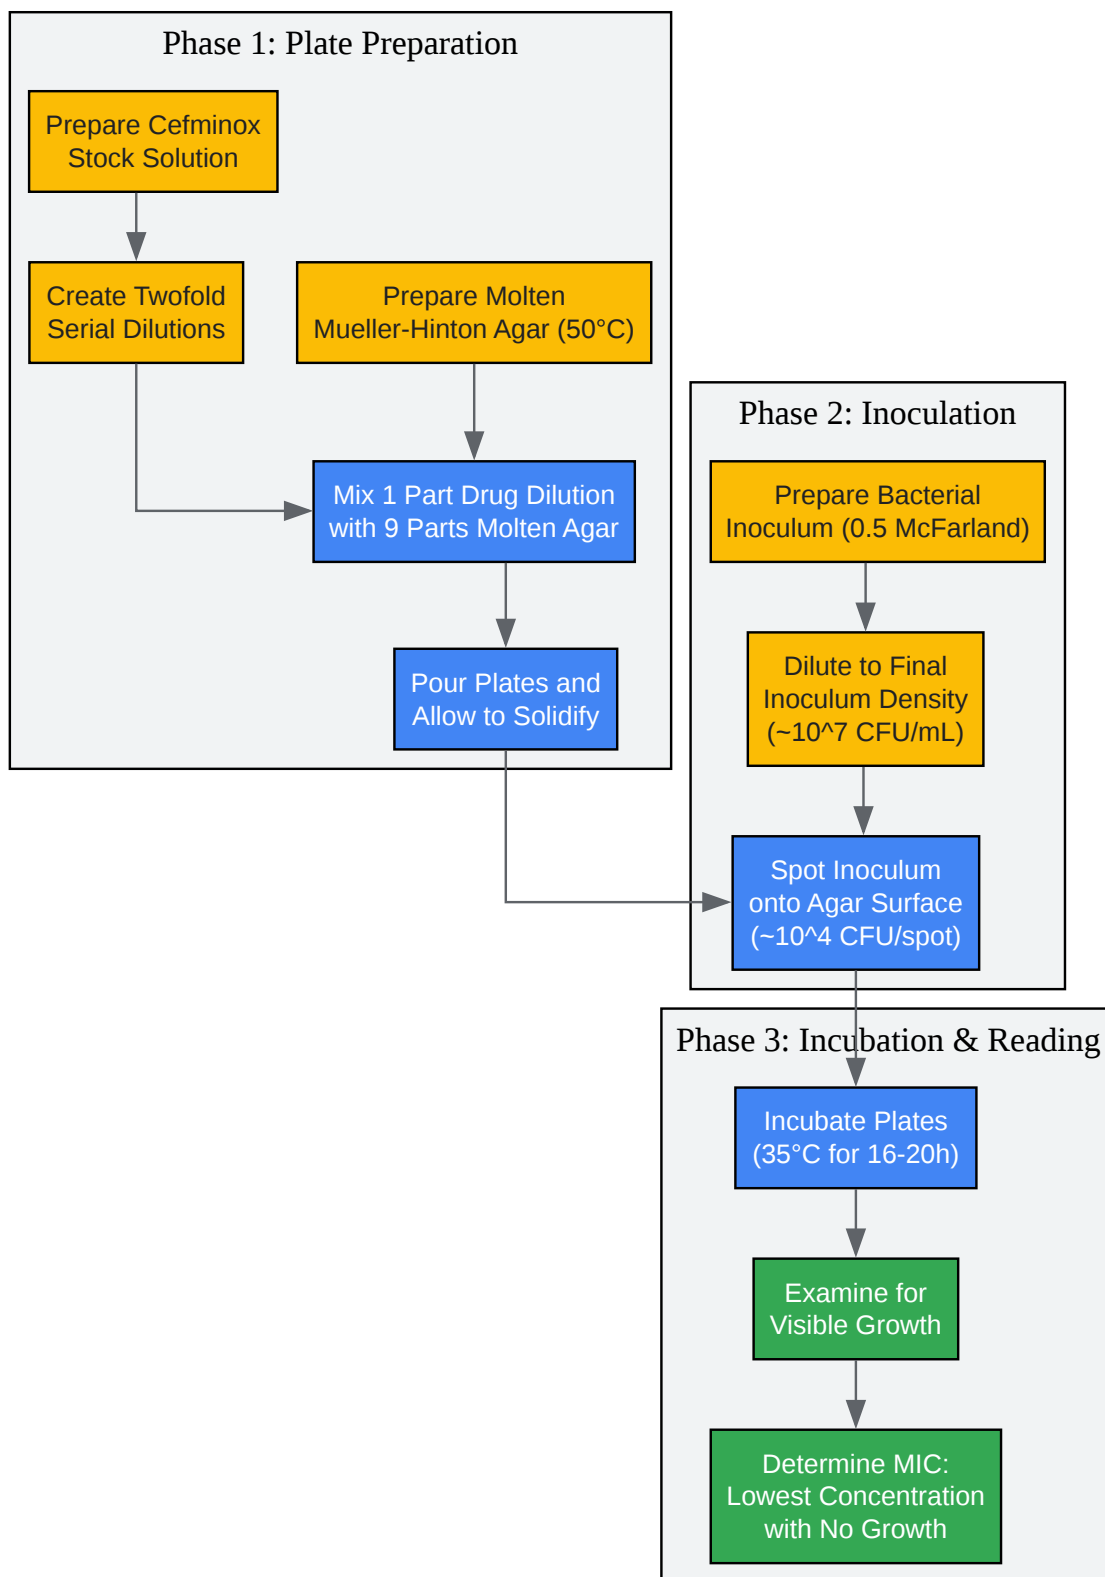 Phase 1: Plate Preparation
Prepare Cefminox
Stock Solution
Create Twofold
Serial Dilutions
Prepare Molten
Mueller-Hinton Agar (50°C)
Mix 1 Part Drug Dilution
with 9 Parts Molten Agar
Pour Plates and
Allow to Solidify
Phase 2: Inoculation
Prepare Bacterial
Inoculum (0.5 McFarland)
Dilute to Final
Inoculum Density
(~10^7 CFU/mL)
Spot Inoculum
onto Agar Surface
(~10^4 CFU/spot)
Phase 3: Incubation & Reading
Incubate Plates
(35°C for 16-20h)
Examine for
Visible Growth
Determine MIC:
Lowest Concentration
with No Growth